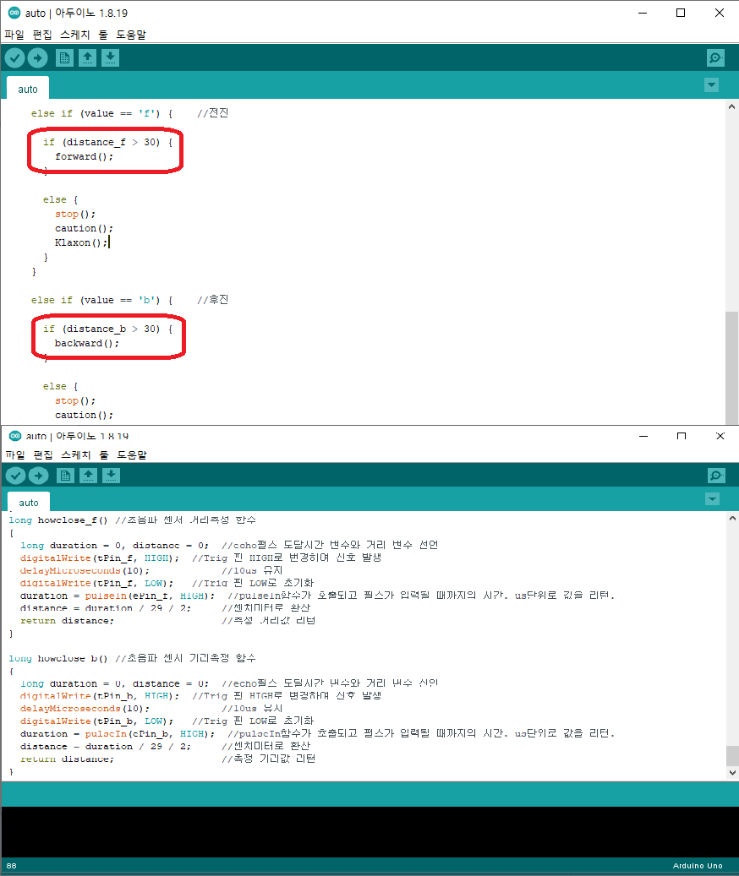 auto | 아두이노 1.8.19
파일 편집 스케치 툴 도움말
auto
else if (value == 'f') {    //전진
if (distance_f > 30) {
forward();
}
else {
stop();
caution();
Klaxon();
}
}
else if (value == 'b') {    //후진
if (distance_b > 30) {
backward();
}
else {
stop();
caution();
auto | 아두이노 1.8.19
파일 편집 스케치 툴 도움말
auto
long howclose_f() //초음파 센서 거리측정 함수
{
long duration = 0, distance = 0;  //echo펄스 도달시간 변수와 거리 변수 선언
digitalWrite(tPin_f, HIGH);  //Trig 핀 HIGH로 변경하여 신호 발생
delayMicroseconds(10);            //10us 유지
digitalWrite(tPin_f, LOW);   //Trig 핀 LOW로 초기화
duration = pulseIn(ePin_f, HIGH);  //pulseIn함수가 호출되고 펄스가 입력될 때까지의 시간. us단위로 값을 리턴.
distance = duration / 29 / 2;     //센치미터로 환산
return distance;                  //측정 거리값 리턴
}
long howclose_b() //초음파 센서 거리측정 함수
{
long duration = 0, distance = 0;  //echo펄스 도달시간 변수와 거리 변수 선언
digitalWrite(tPin_b, HIGH);  //Trig 핀 HIGH로 변경하여 신호 발생
delayMicroseconds(10);            //10us 유지
digitalWrite(tPin_b, LOW);   //Trig 핀 LOW로 초기화
duration = pulseIn(ePin_b, HIGH);  //pulseIn함수가 호출되고 펄스가 입력될 때까지의 시간. us단위로 값을 리턴.
distance = duration / 29 / 2;     //센치미터로 환산
return distance;                  //측정 거리값 리턴
}
88
Arduino Uno